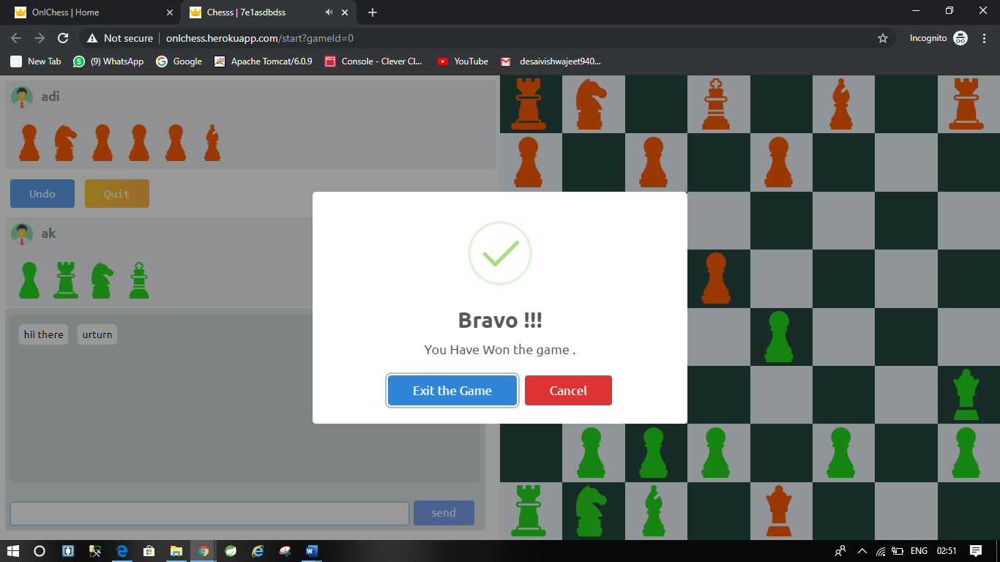 OnlChess | Home
Chesss | 7e1asdbdss
Not secure
onlchess.herokuapp.com/start?gameId=0
Incognito
New Tab
5
(9) WhatsApp
Google
Apache Tomcat/6.0.9
Console - Clever Cl...
YouTube
desaivishwajeet940...
adi
Undo
Quit
ak
hii there
urturn
send
Bravo !!!
You Have Won the game .
Exit the Game
Cancel
ENG
02:51